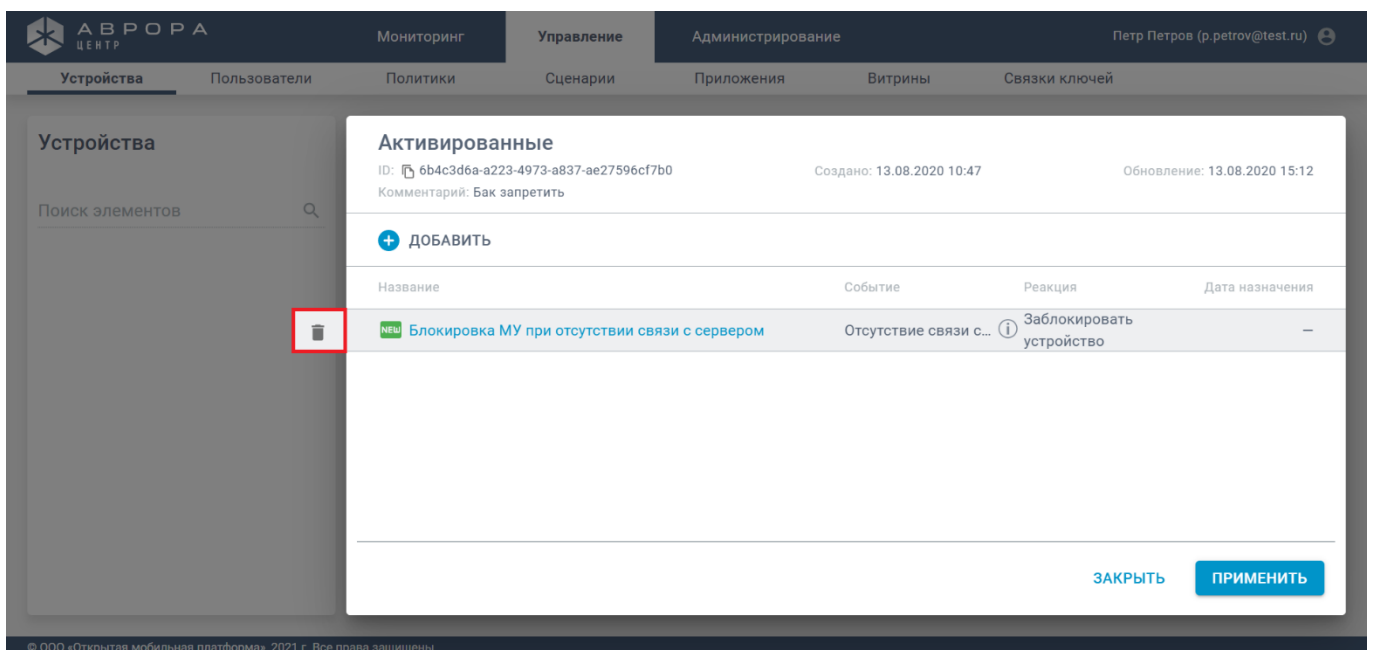 АВРОРА
ЦЕНТР
Мониторинг
Управление
Администрирование
Петр Петров (p.petrov@test.ru)
Устройства
Пользователи
Политики
Сценарии
Приложения
Витрины
Связки ключей
Устройства
Поиск элементов
Активированные
ID: 6b4c3d6a-a223-4973-a837-ae27596cf7b0
Создано: 13.08.2020 10:47
Обновление: 13.08.2020 15:12
Комментарий: Бак запретить
ДОБАВИТЬ
Название
Событие
Реакция
Дата назначения
NEW Блокировка МУ при отсутствии связи с сервером
Отсутствие связи с...
Заблокировать
устройство
–
ЗАКРЫТЬ
ПРИМЕНИТЬ
© ООО «Открытая мобильная платформа», 2021 г. Все права защищены